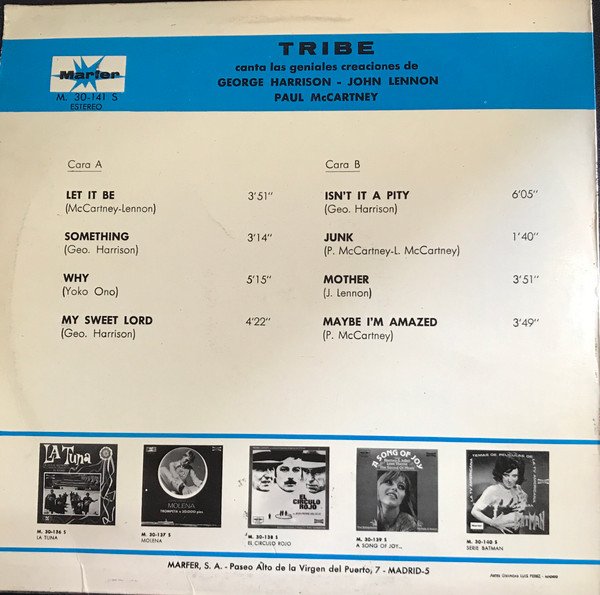 TRIBE
canta las geniales creaciones de
GEORGE HARRISON - JOHN LENNON
PAUL McCARTNEY
Marfer
M. 30-141 S
ESTEREO
Cara A
LET IT BE 3'51"
(McCartney-Lennon)
SOMETHING 3'14"
(Geo. Harrison)
WHY 5'15"
(Yoko Ono)
MY SWEET LORD 4'22"
(Geo. Harrison)
Cara B
ISN'T IT A PITY 6'05"
(Geo. Harrison)
JUNK 1'40"
(P. McCartney-L. McCartney)
MOTHER 3'51"
(J. Lennon)
MAYBE I'M AMAZED 3'49"
(P. McCartney)
LA Tuna
M. 30-136 S
LA TUNA
MOLENA
M. 30-137 S
MOLENA
EL CIRCULO ROJO
M. 30-138 S
EL CIRCULO ROJO
A SONG OF JOY
M. 30-139 S
A SONG OF JOY..
TEMAS DE PELICULAS DE
BATMAN
M. 30-140 S
SERIE BATMAN
MARFER, S. A. - Paseo Alto de la Virgen del Puerto, 7 - MADRID-5